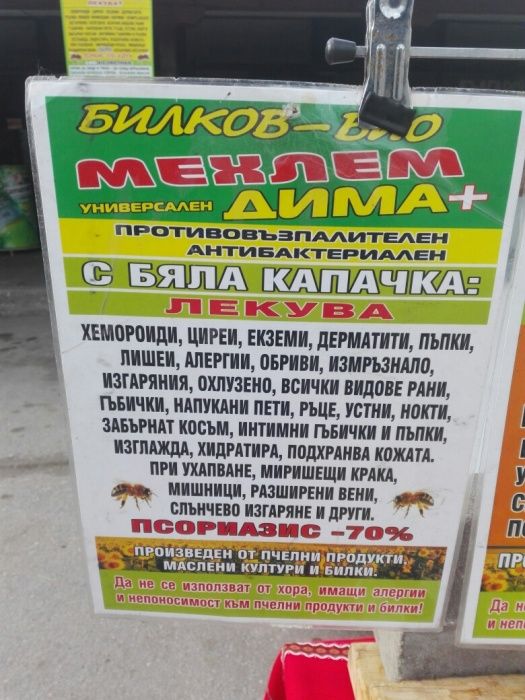 БИЛКОВ-БИО
МЕХЛЕМ
УНИВЕРСАЛЕН ДИМА+
ПРОТИВОВЪЗПАЛИТЕЛЕН
АНТИБАКТЕРИАЛЕН
С БЯЛА КАПАЧКА:
ЛЕКУВА
ХЕМОРОИДИ, ЦИРЕИ, ЕКЗЕМИ, ДЕРМАТИТИ, ПЪПКИ,
ЛИШЕИ, АЛЕРГИИ, ОБРИВИ, ИЗМРЪЗНАЛО,
ИЗГАРЯНИЯ, ОХЛУЗЕНО, ВСИЧКИ ВИДОВЕ РАНИ,
ГЪБИЧКИ, НАПУКАНИ ПЕТИ, РЪЦЕ, УСТНИ, НОКТИ,
ЗАБЪРНАТ КОСЪМ, ИНТИМНИ ГЪБИЧКИ И ПЪПКИ,
ИЗГЛАЖДА, ХИДРАТИРА, ПОДХРАНВА КОЖАТА.
ПРИ УХАПВАНЕ, МИРИШЕЩИ КРАКА,
МИШНИЦИ, РАЗШИРЕНИ ВЕНИ,
СЛЪНЧЕВО ИЗГАРЯНЕ И ДРУГИ.
ПСОРИАЗИС -70%
ПРОИЗВЕДЕН ОТ ПЧЕЛНИ ПРОДУКТИ,
МАСЛЕНИ КУЛТУРИ И БИЛКИ.
Да не се използват от хора, имащи алергии
и непоносимост към пчелни продукти и билки!